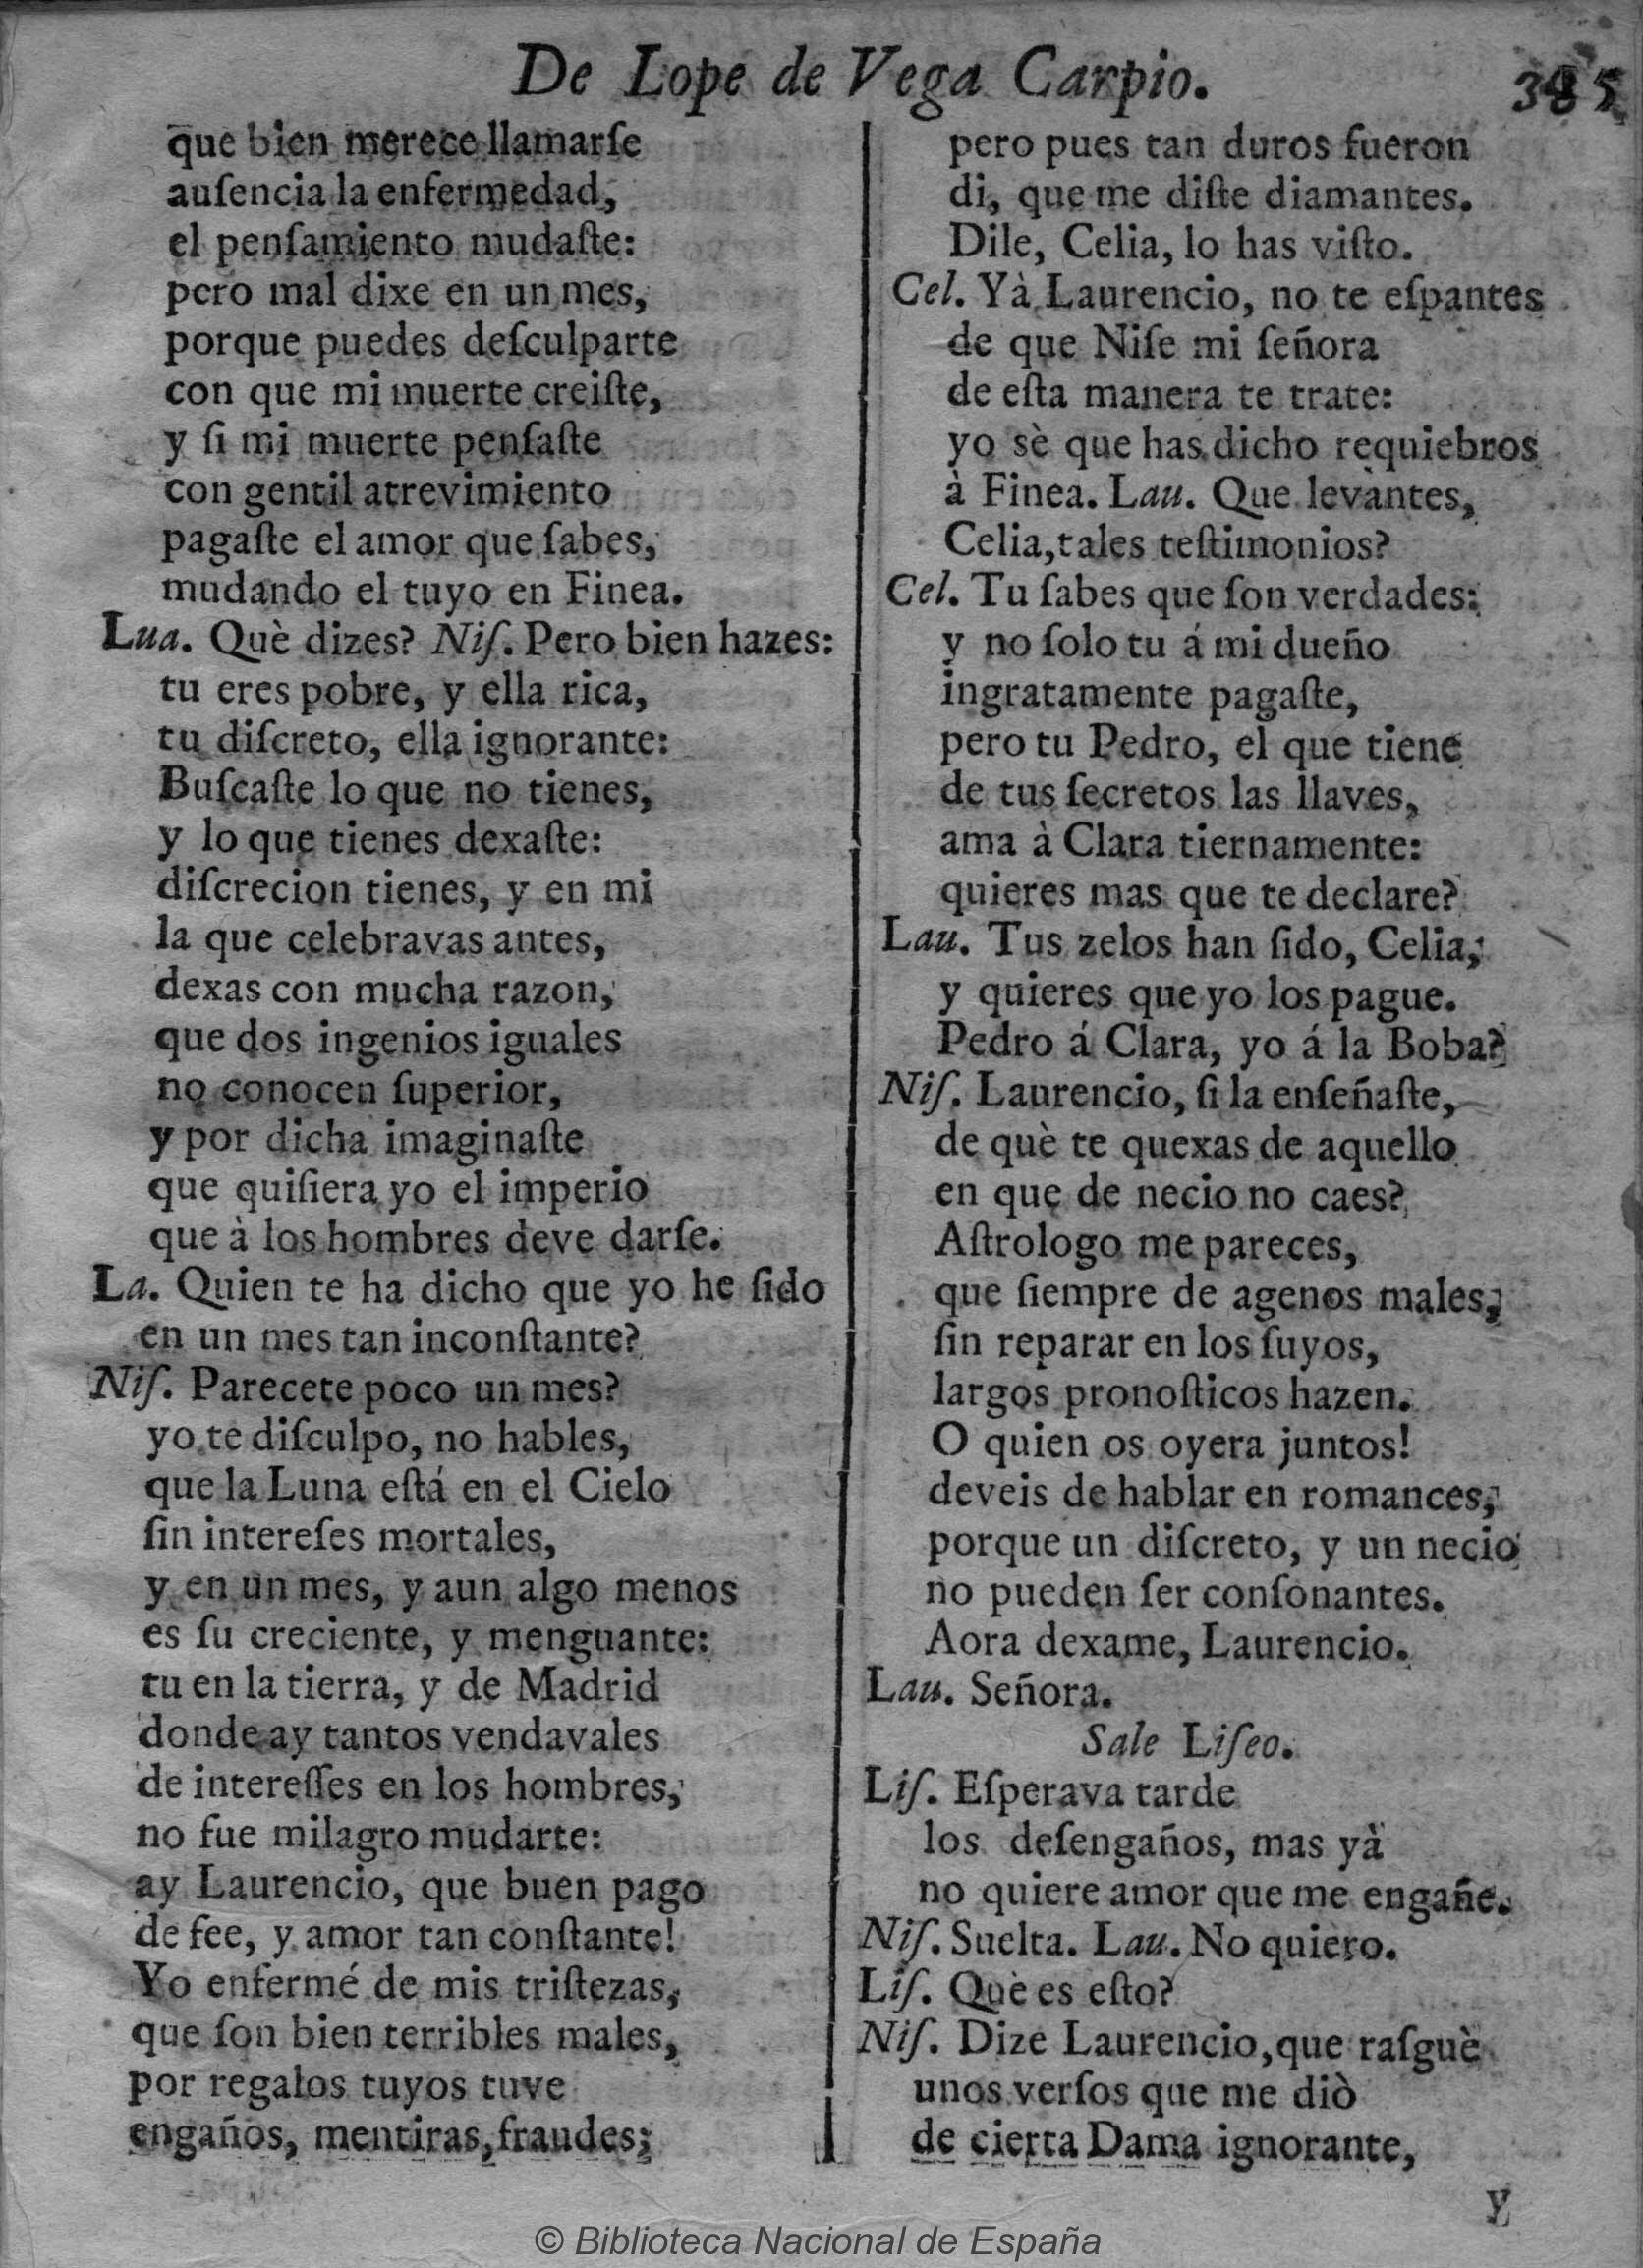 De Lope de Vega Carpio. 385
que bien merece llamarſe
auſencia la enfermedad,
el penſamiento mudaſte:
pero mal dixe en un mes,
porque puedes deſculparte
con que mi muerte creiſte,
y ſi mi muerte penſaſte
con gentil atrevimiento
pagaſte el amor que ſabes,
mudando el tuyo en Finea.
Lua. Què dizes? Niſ. Pero bien hazes:
tu eres pobre, y ella rica,
tu diſcreto, ella ignorante:
Buſcaſte lo que no tienes,
y lo que tienes dexaſte:
diſcrecion tienes, y en mi
la que celebravas antes,
dexas con mucha razon,
que dos ingenios iguales
no conocen ſuperior,
y por dicha imaginaſte
que quiſiera yo el imperio
que à los hombres deve darſe.
La. Quien te ha dicho que yo he ſido
en un mes tan inconſtante?
Niſ. Parecete poco un mes?
yo te diſculpo, no hables,
que la Luna eſtá en el Cielo
ſin intereſes mortales,
y en un mes, y aun algo menos
es ſu creciente, y menguante:
tu en la tierra, y de Madrid
donde ay tantos vendavales
de intereſſes en los hombres,
no fue milagro mudarte:
ay Laurencio, que buen pago
de fee, y amor tan conſtante!
Yo enfermé de mis triſtezas,
que ſon bien terribles males,
por regalos tuyos tuve
engaños, mentiras, fraudes;
pero pues tan duros fueron
di, que me diſte diamantes.
Dile, Celia, lo has viſto.
Cel. Yà Laurencio, no te eſpantes
de que Niſe mi ſeñora
de eſta manera te trate:
yo sè que has dicho requiebros
à Finea. Lau. Que levantes,
Celia, tales teſtimonios?
Cel. Tu ſabes que ſon verdades:
y no ſolo tu á mi dueño
ingratamente pagaſte,
pero tu Pedro, el que tiene
de tus ſecretos las llaves,
ama à Clara tiernamente:
quieres mas que te declare?
Lau. Tus zelos han ſido, Celia,
y quieres que yo los pague.
Pedro á Clara, yo á la Boba?
Niſ. Laurencio, ſi la enſeñaſte,
de què te quexas de aquello
en que de necio no caes?
Aſtrologo me pareces,
que ſiempre de agenos males,
ſin reparar en los ſuyos,
largos pronoſticos hazen.
O quien os oyera juntos!
deveis de hablar en romances,
porque un diſcreto, y un necio
no pueden ſer conſonantes.
Aora dexame, Laurencio.
Lau. Señora.
Sale Liſeo.
Liſ. Eſperava tarde
los deſengaños, mas yà
no quiere amor que me engañe.
Niſ. Suelta. Lau. No quiero.
Liſ. Què es eſto?
Niſ. Dize Laurencio, que raſguè
unos verſos que me diò
de cierta Dama ignorante,
y
© Biblioteca Nacional de España